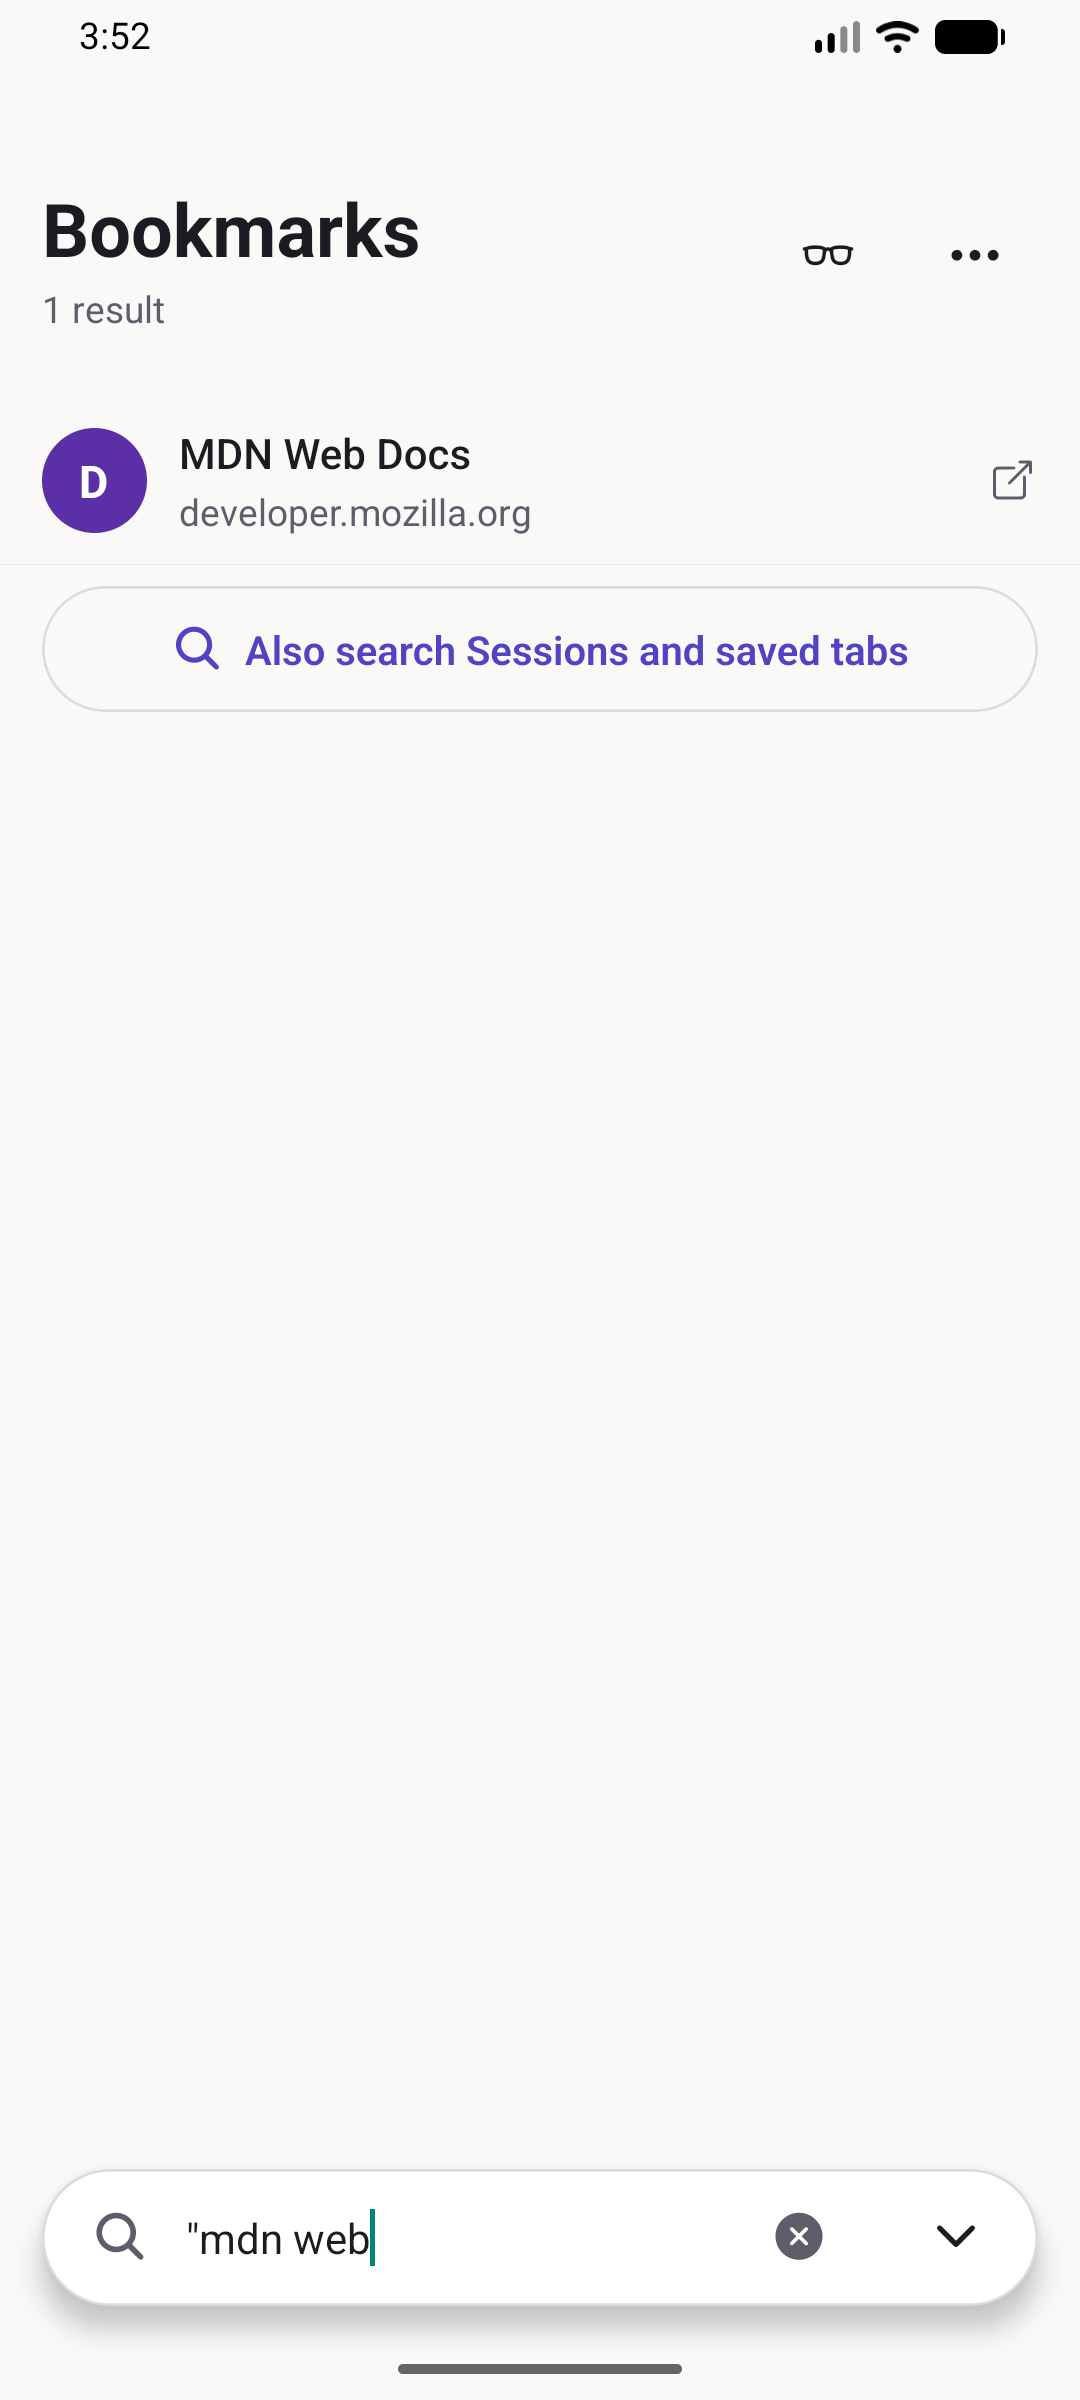 3:52
Bookmarks
1 result
D
MDN Web Docs
developer.mozilla.org
Also search Sessions and saved tabs
"mdn web